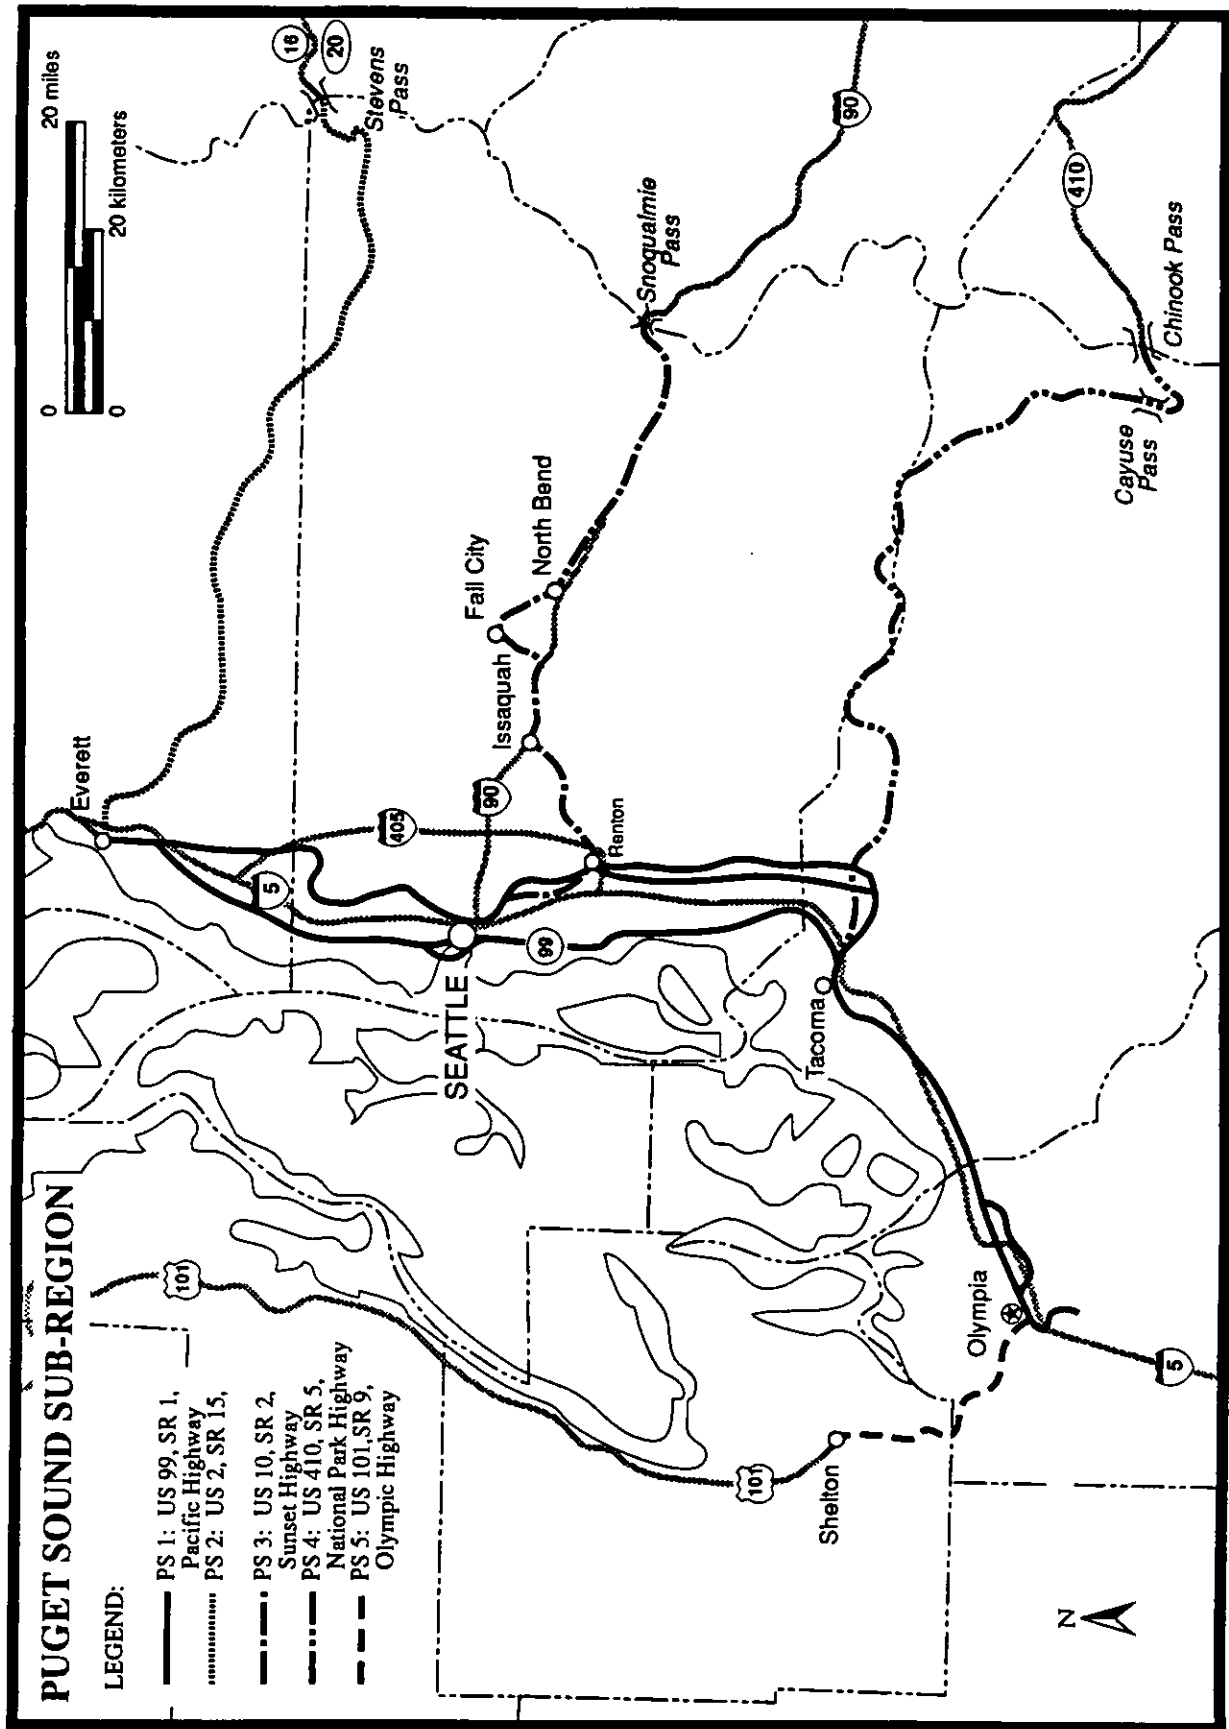 PUGET SOUND SUB-REGION
LEGEND:
PS 1: US 99, SR 1,
Pacific Highway
PS 2: US 2, SR 15,
PS 3: US 10, SR 2,
Sunset Highway
PS 4: US 410, SR 5,
National Park Highway
PS 5: US 101,SR 9,
Olympic Highway
0
20 miles
0
20 kilometers
16
20
Stevens
Pass
Everett
101
405
5
90
SEATTLE
Issaquah
Fall City
North Bend
Snoqualmie
Pass
90
99
Renton
Tacoma
410
Chinook Pass
Cayuse
Pass
101
Shelton
Olympia
5
N